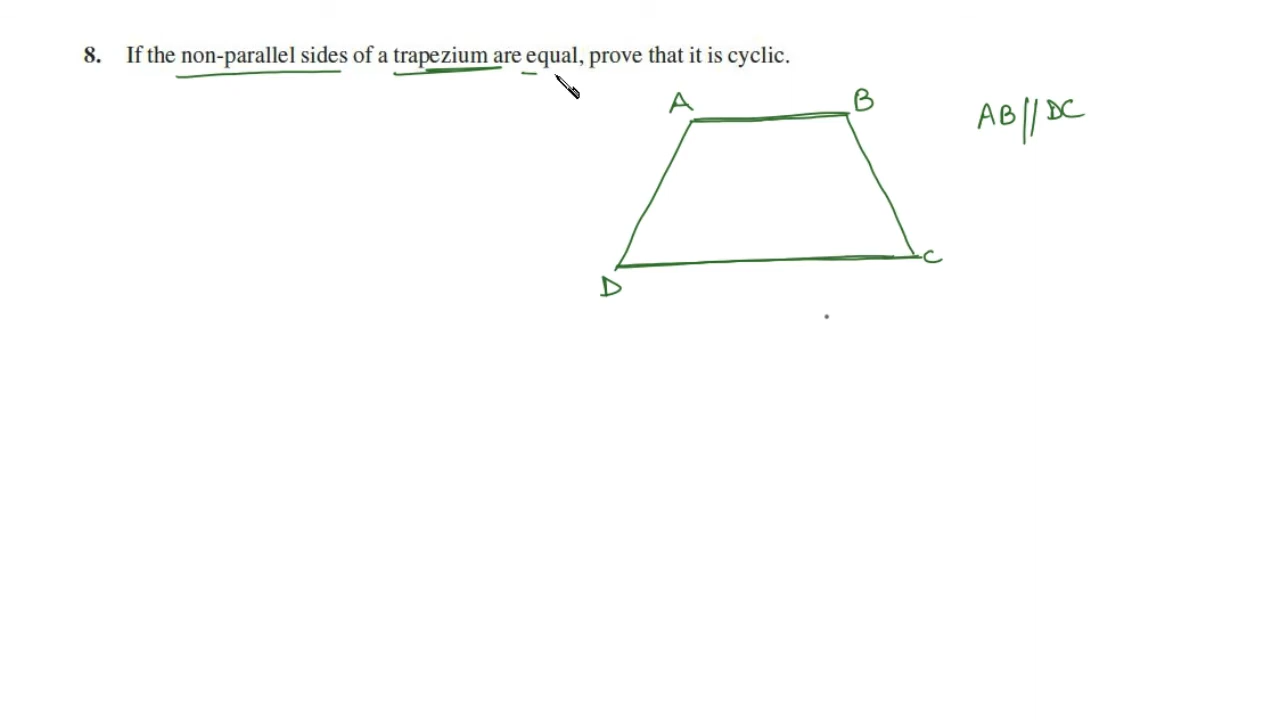 8. If the non-parallel sides of a trapezium are equal, prove that it is cyclic.
A B AB//DC
C
D